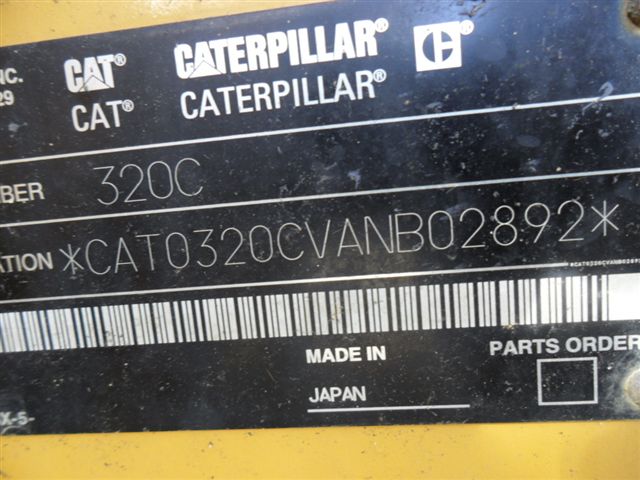 NC. CAT CATERPILLAR® C
29 CAT® CATERPILLAR®
BER 320C
ATION *CAT0320CVANB02892*
MADE IN PARTS ORDER
JAPAN
X-S-